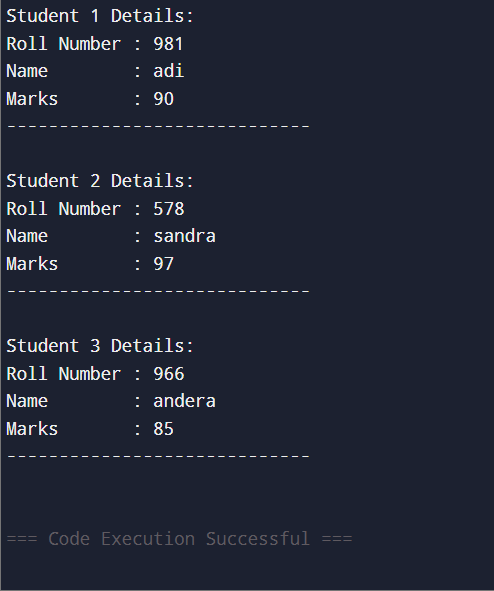 Student 1 Details:
Roll Number : 981
Name        : adi
Marks       : 90
-----------------------------

Student 2 Details:
Roll Number : 578
Name        : sandra
Marks       : 97
-----------------------------

Student 3 Details:
Roll Number : 966
Name        : andera
Marks       : 85
-----------------------------

=== Code Execution Successful ===